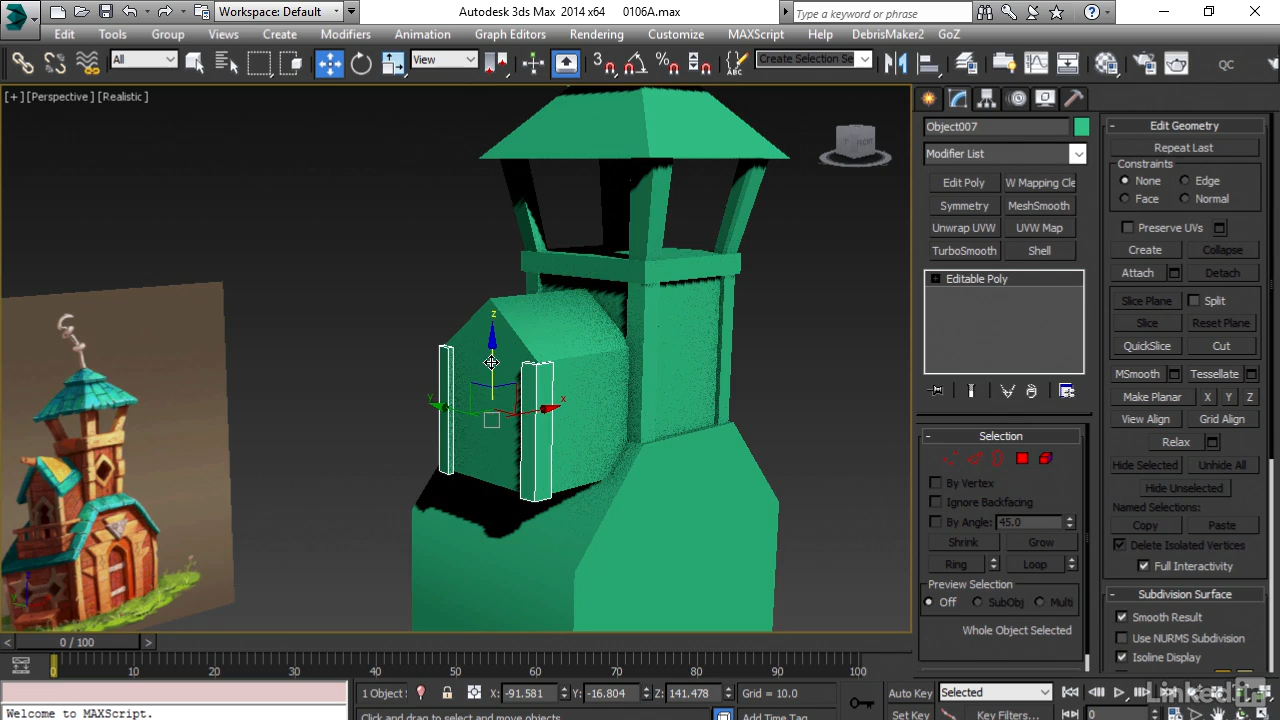 Workspace: Default
Autodesk 3ds Max 2014 x64 0106A.max
Type a keyword or phrase
Edit Tools Group Views Create Modifiers Animation Graph Editors Rendering Customize MAXScript Help DebrisMaker2 GoZ
All
View
3
Create Selection Se
QC
[+] [Perspective] [Realistic]
z
x
y
Object007
Modifier List
Edit Poly
W Mapping Cle
Symmetry
MeshSmooth
Unwrap UVW
UVW Map
TurboSmooth
Shell
Editable Poly
Selection
By Vertex
Ignore Backfacing
By Angle: 45.0
Shrink
Grow
Ring
Loop
Preview Selection
Off
SubObj
Multi
Whole Object Selected
Edit Geometry
Repeat Last
Constraints
None
Edge
Face
Normal
Preserve UVs
Create
Collapse
Attach
Detach
Slice Plane
Split
Slice
Reset Plane
QuickSlice
Cut
MSmooth
Tessellate
Make Planar
X
Y
Z
View Align
Grid Align
Relax
Hide Selected
Unhide All
Hide Unselected
Named Selections:
Copy
Paste
Delete Isolated Vertices
Full Interactivity
Subdivision Surface
Smooth Result
Use NURMS Subdivision
Isoline Display
< 0 / 100 >
0 10 20 30 40 50 60 70 80 90 100
1 Object
X: -91.581
Y: -16.804
Z: 141.478
Grid = 10.0
Auto Key
Selected
Welcome to MAXScript.
Click and drag to select and move objects
Add Time Tag
Set Key
Key Filters...
0
LinkedIn